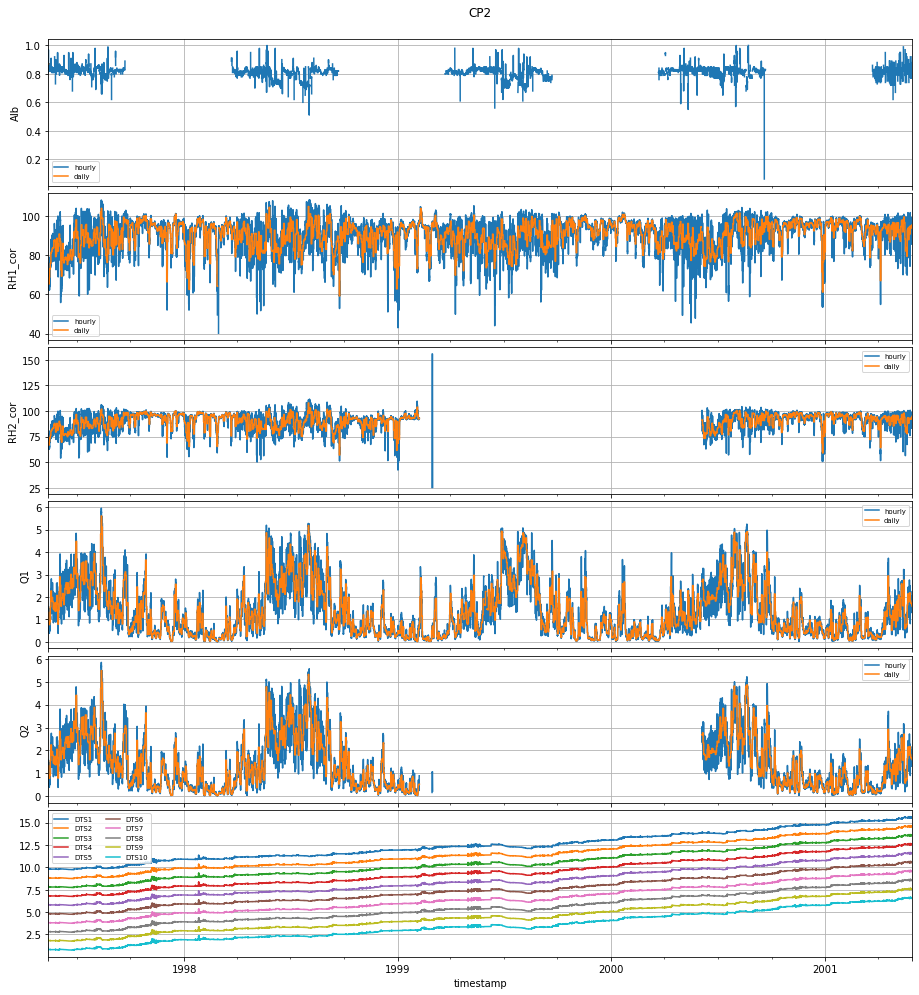 CP2
1.0
0.8
0.6
0.4
0.2
Alb
hourly
daily
100
80
60
40
RH1_cor
hourly
daily
150
125
100
75
50
25
RH2_cor
hourly
daily
6
5
4
3
2
1
0
Q1
hourly
daily
6
5
4
3
2
1
0
Q2
hourly
daily
15.0
12.5
10.0
7.5
5.0
2.5
DTS1 DTS6
DTS2 DTS7
DTS3 DTS8
DTS4 DTS9
DTS5 DTS10
1998 1999 2000 2001
timestamp